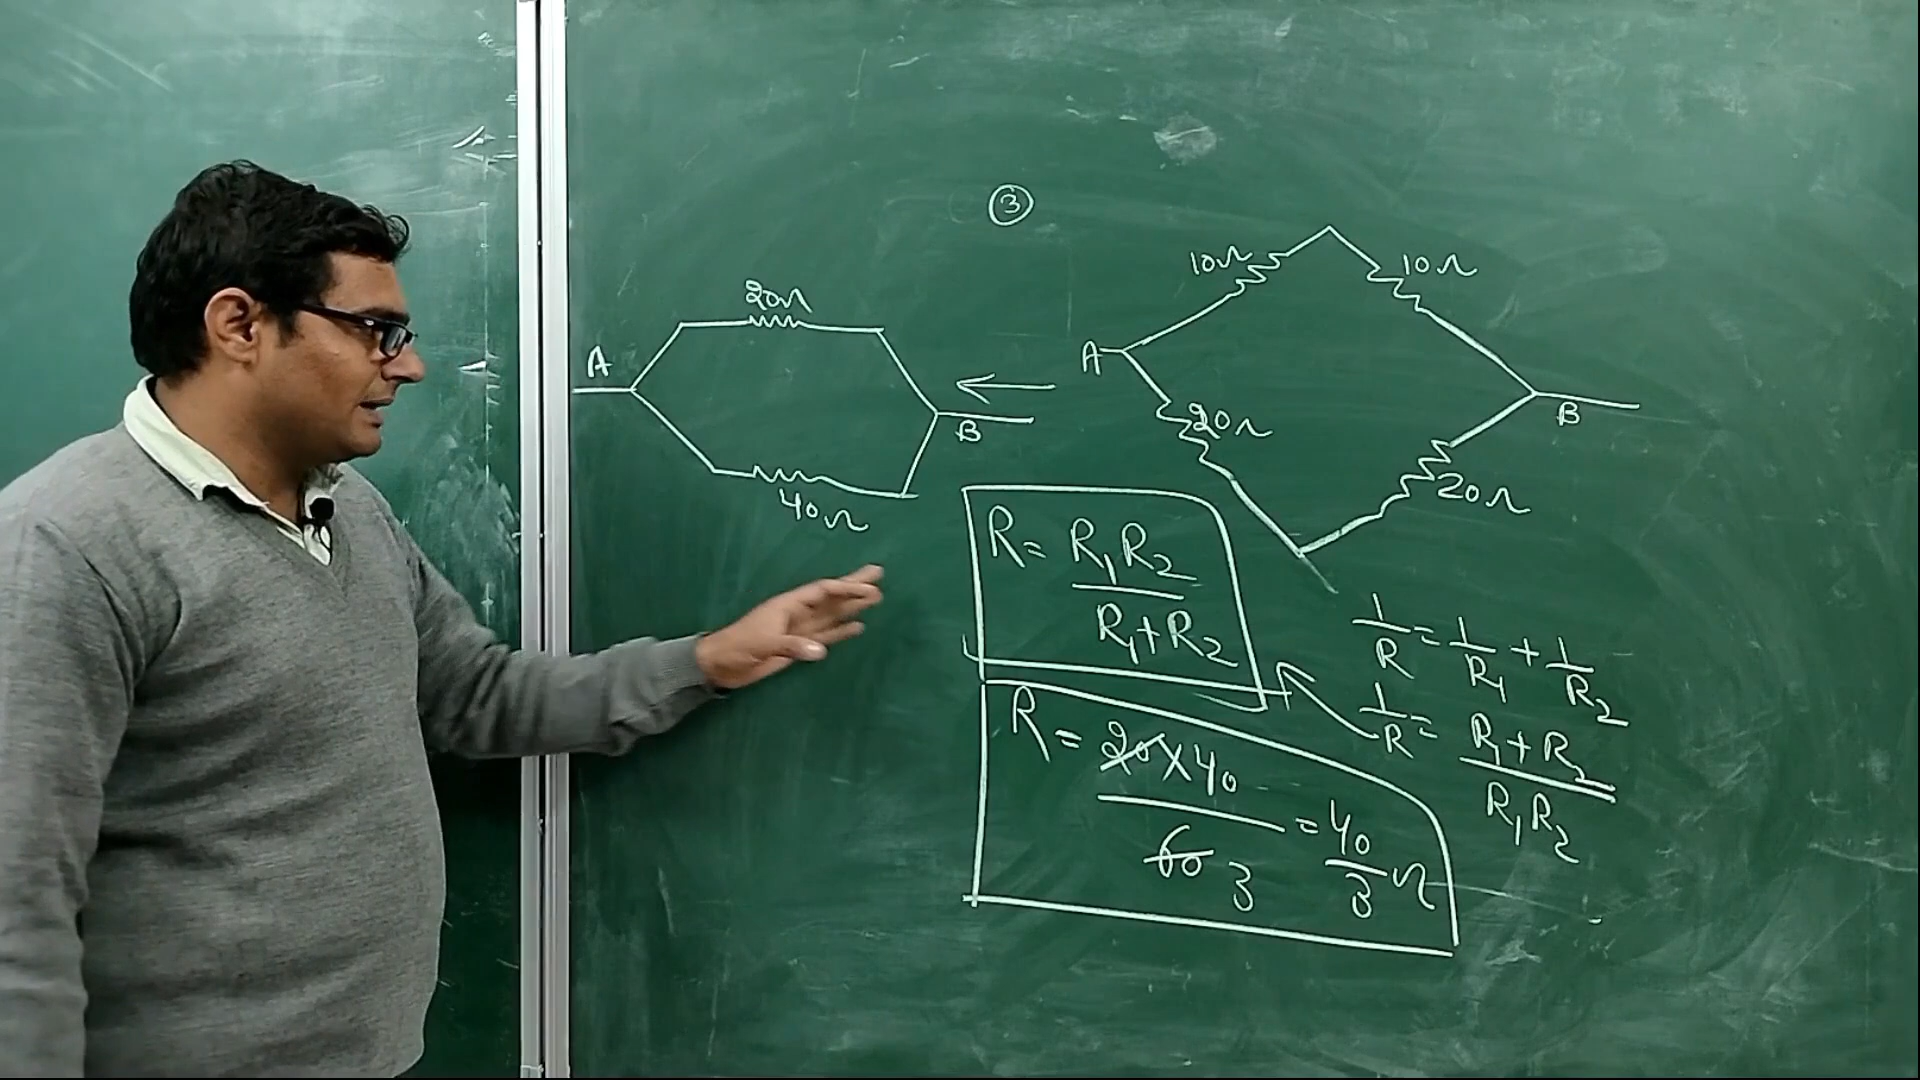 ③
10Ω 10Ω
20Ω
A
A
B
B
20Ω
20Ω
40Ω
R = R₁R₂ / R₁+R₂
1/R = 1/R₁ + 1/R₂
1/R = R₁+R₂ / R₁R₂
R = 20×40 / 60 3 = 40/3 Ω